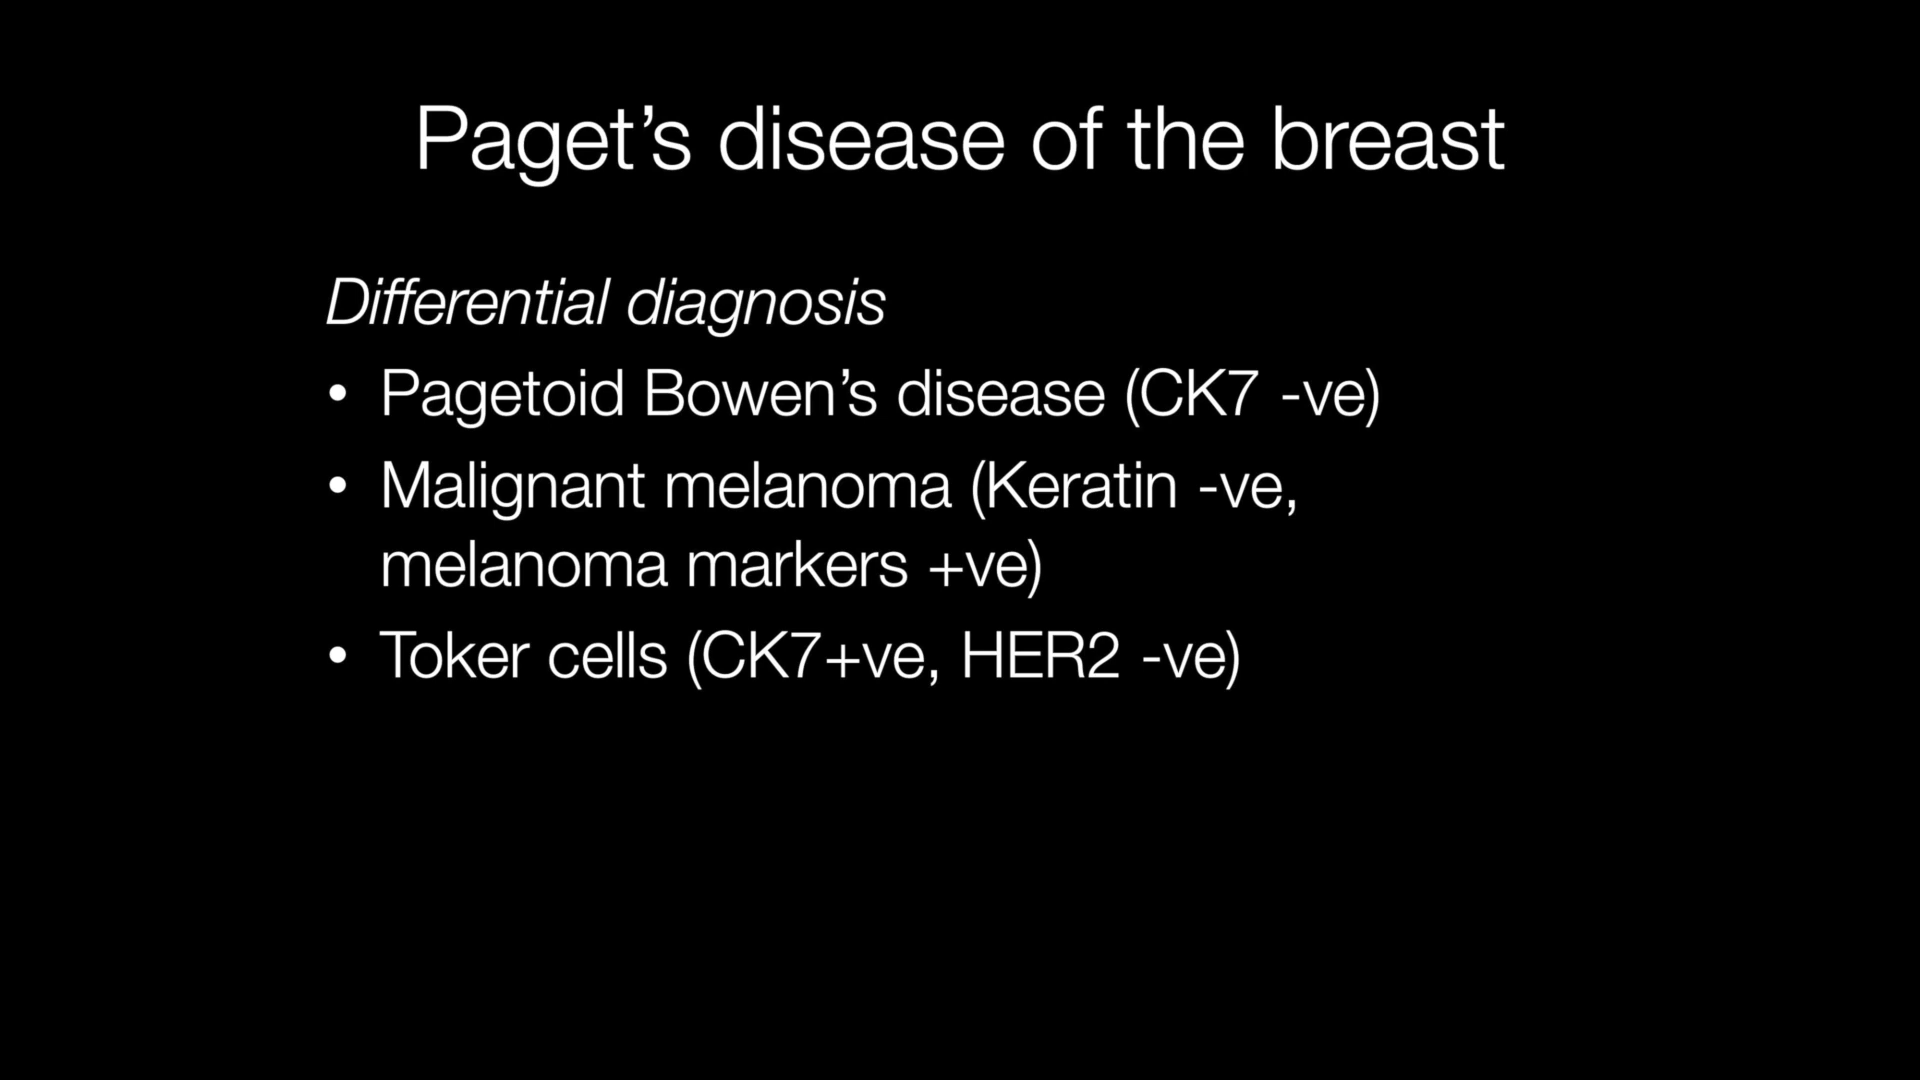 Paget’s disease of the breast
Differential diagnosis
• Pagetoid Bowen’s disease (CK7 -ve)
• Malignant melanoma (Keratin -ve,
melanoma markers +ve)
• Toker cells (CK7+ve, HER2 -ve)